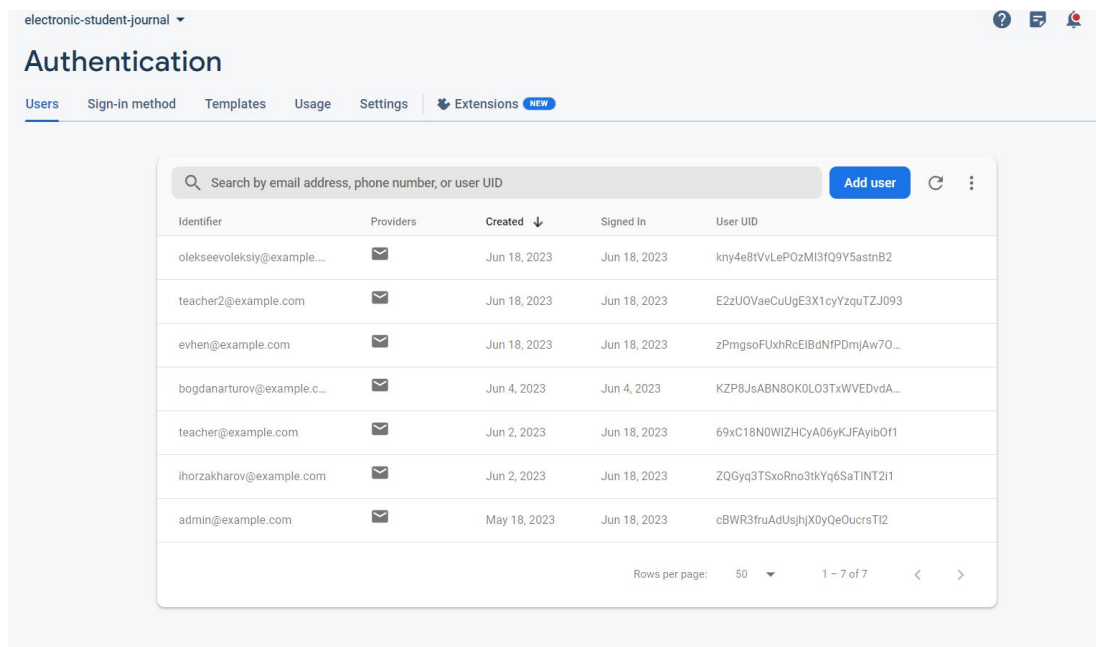 electronic-student-journal
Authentication
Users Sign-in method Templates Usage Settings Extensions NEW
Search by email address, phone number, or user UID Add user
Identifier Providers Created Signed In User UID
olekseevoleksiy@example.... Jun 18, 2023 Jun 18, 2023 kny4e8tVvLePOzMI3fQ9Y5astnB2
teacher2@example.com Jun 18, 2023 Jun 18, 2023 E2zUOVaeCuUgE3X1cyYzquTZJ093
evhen@example.com Jun 18, 2023 Jun 18, 2023 zPmgsoFUxhRcEIBdNfPDmjAw7O...
bogdanarturov@example.c... Jun 4, 2023 Jun 4, 2023 KZP8JsABN8OK0LO3TxWVEDvdA...
teacher@example.com Jun 2, 2023 Jun 18, 2023 69xC18N0WIZHCyA06yKJFAyibOf1
ihorzakharov@example.com Jun 2, 2023 Jun 18, 2023 ZQGyq3TSxoRno3tkYq6SaTINT2i1
admin@example.com May 18, 2023 Jun 18, 2023 cBWR3fruAdUsjhjX0yQeOucrsTI2
Rows per page: 50 1 – 7 of 7